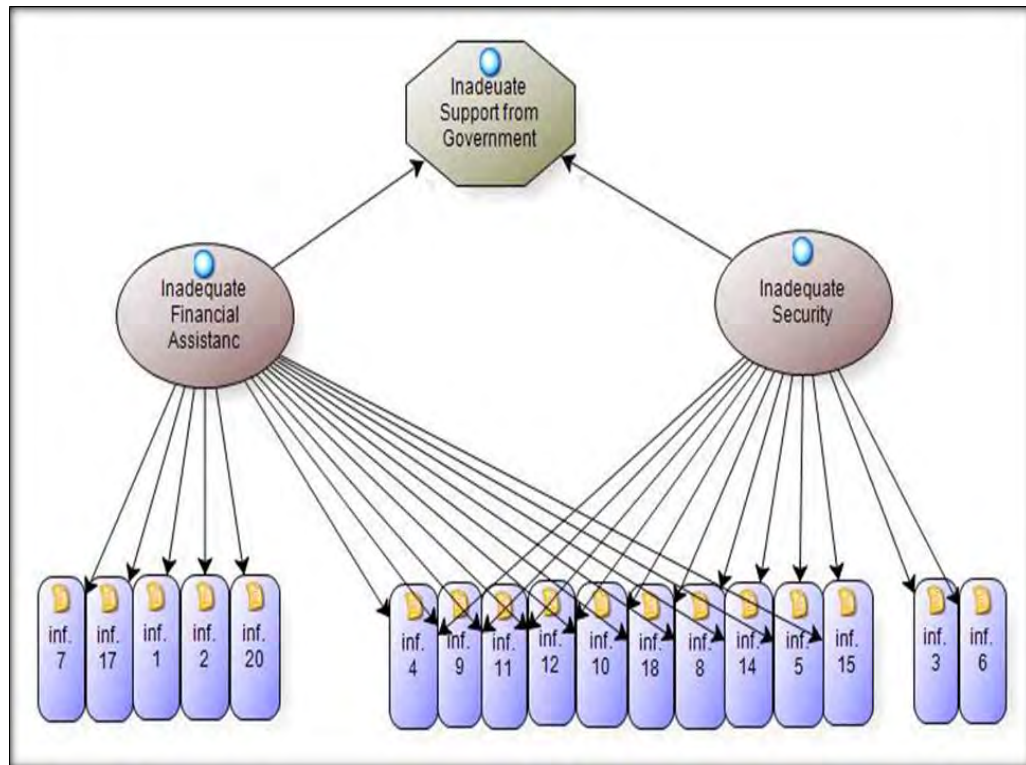 Inadeuate
Support from
Government
Inadequate
Financial
Assistanc
Inadequate
Security
inf.
7
inf.
17
inf.
1
inf.
2
inf.
20
inf.
4
inf.
9
inf.
11
inf.
12
inf.
10
inf.
18
inf.
8
inf.
14
inf.
5
inf.
15
inf.
3
inf.
6